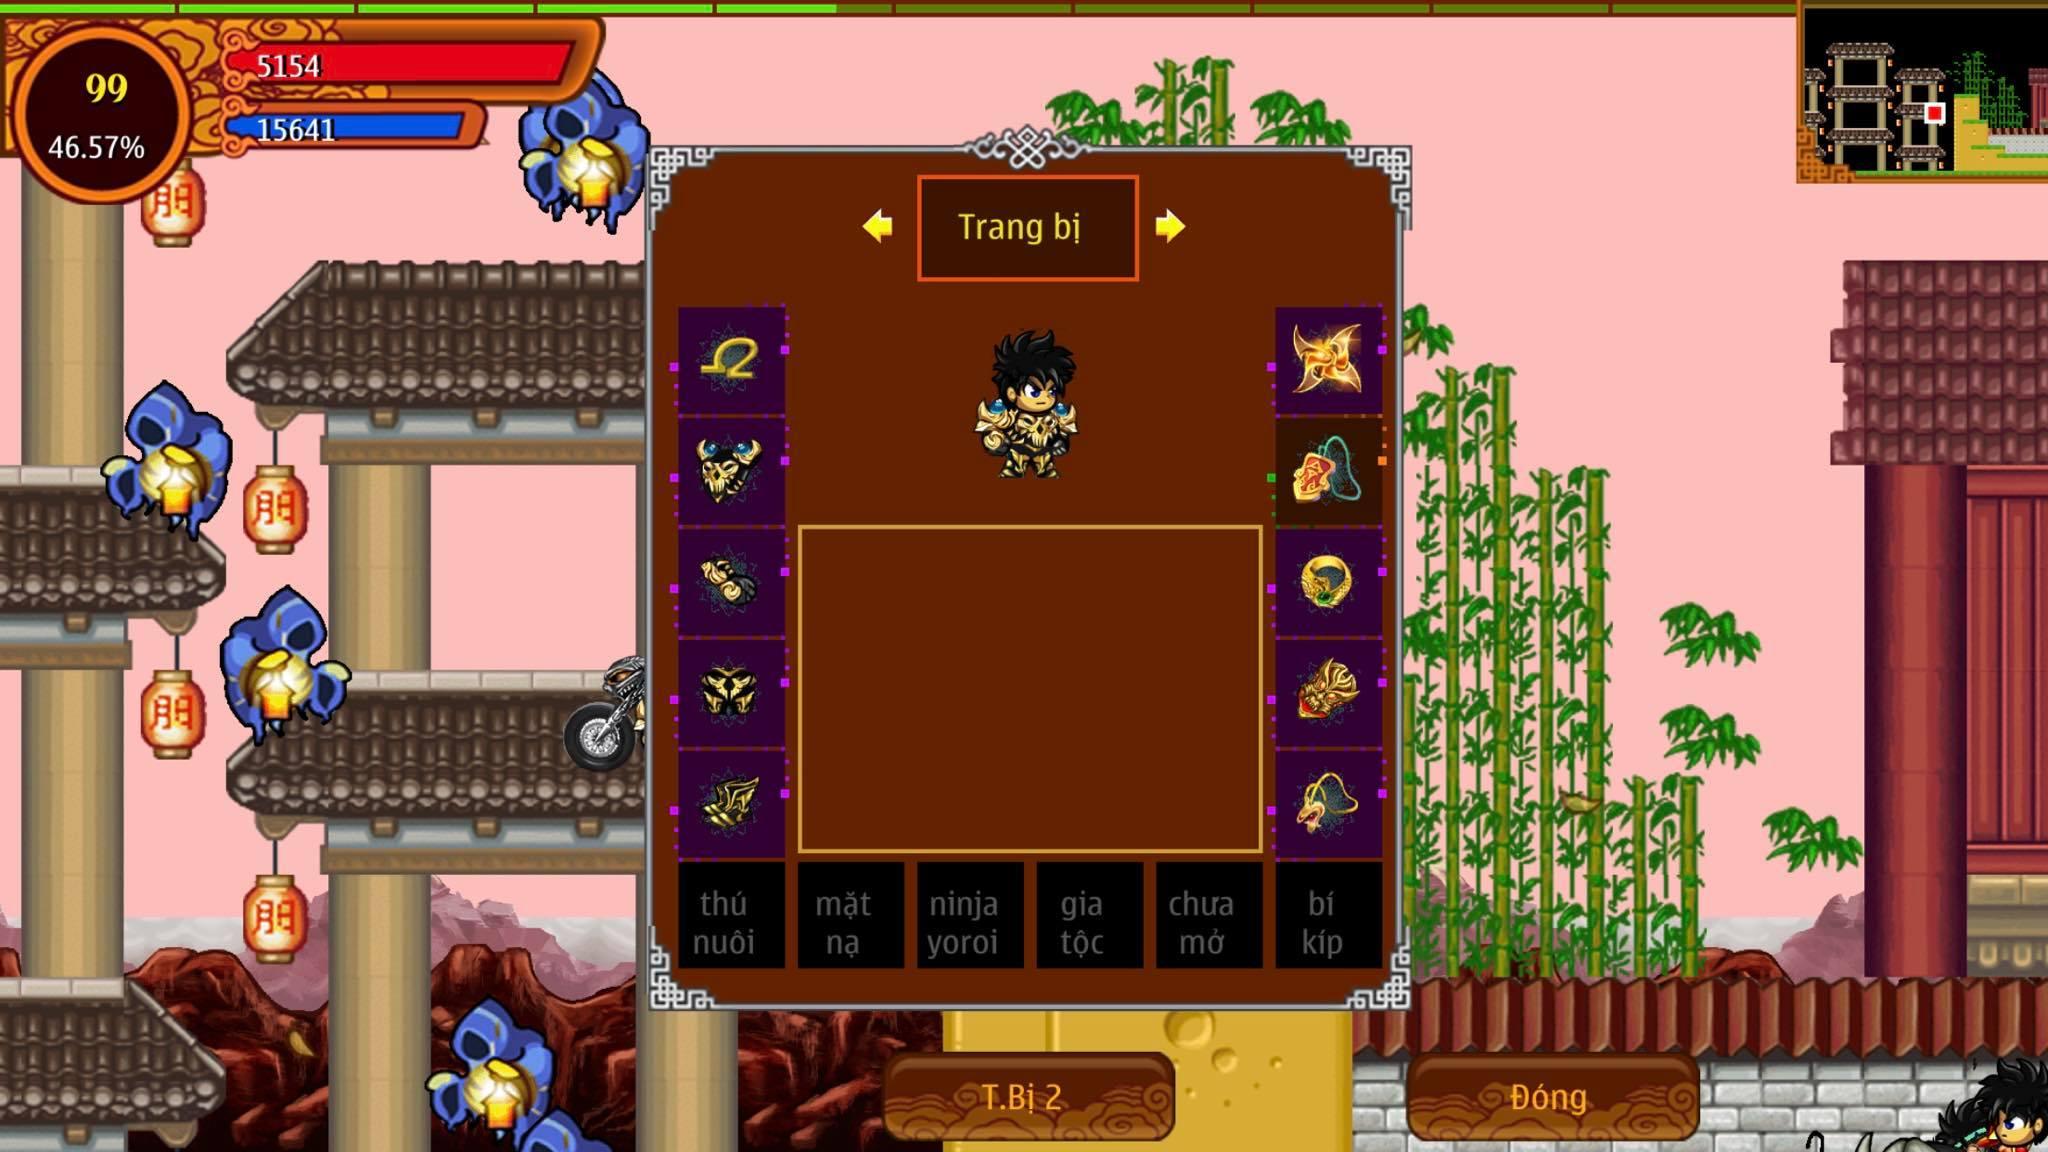 99
46.57%
5154
15641
Trang bị
thú
nuôi
mặt
nạ
ninja
yoroi
gia
tộc
chưa
mở
bí
kíp
T.Bị 2
Đóng